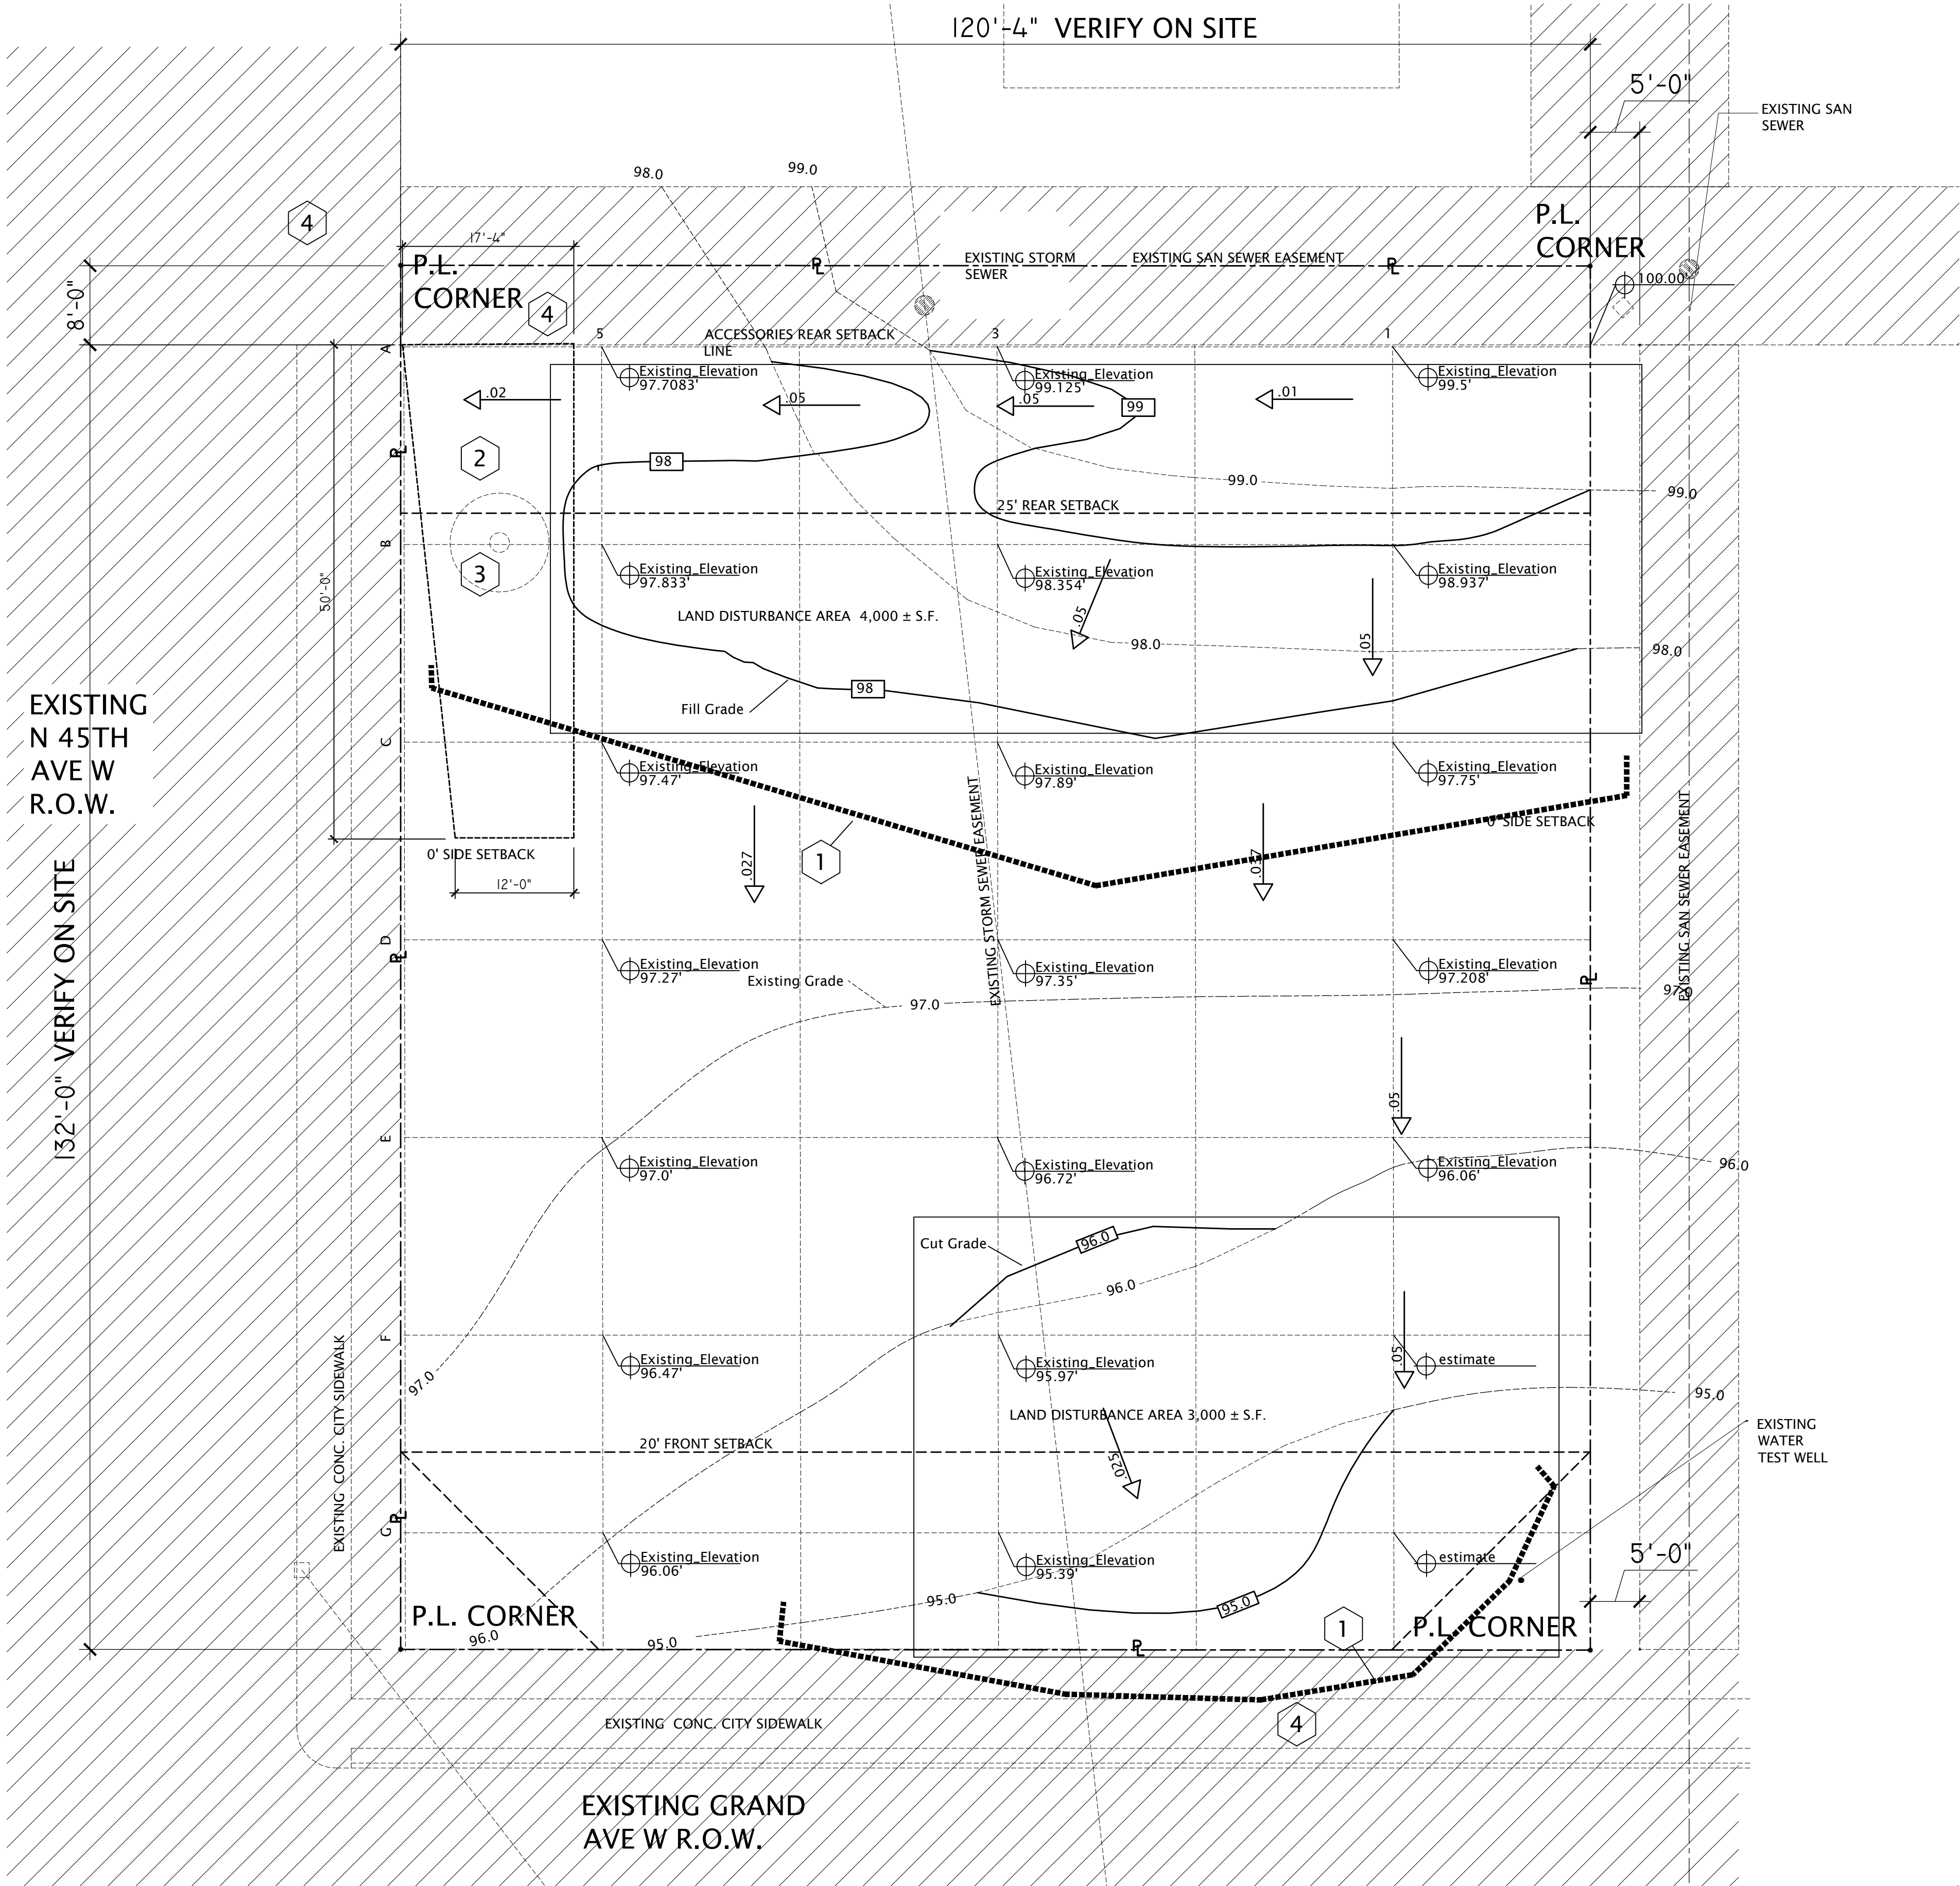 120'-4" VERIFY ON SITE
5'-0"
EXISTING SAN
SEWER
98.0
99.0
4
P.L.
CORNER
17'-4"
P.L.
CORNER
PL
EXISTING STORM
SEWER
EXISTING SAN SEWER EASEMENT
PL
100.00'
8'-0"
4
5
ACCESSORIES REAR SETBACK
LINE
3
1
A
Existing_Elevation
97.7083'
Existing_Elevation
99.125'
Existing_Elevation
99.5'
.02
.05
.05
99
.01
PL
2
98
99.0
99.0
25' REAR SETBACK
B
3
Existing_Elevation
97.833'
Existing_Elevation
98.354'
Existing_Elevation
98.937'
50'-0"
LAND DISTURBANCE AREA 4,000 ± S.F.
.05
98.0
.05
98.0
98
Fill Grade
EXISTING
N 45TH
AVE W
R.O.W.
C
Existing_Elevation
97.47'
Existing_Elevation
97.89'
Existing_Elevation
97.75'
0' SIDE SETBACK
0' SIDE SETBACK
12'-0"
.027
1
EXISTING STORM SEWER EASEMENT
EXISTING SAN SEWER EASEMENT
132'-0" VERIFY ON SITE
D
PL
Existing_Elevation
97.27'
Existing_Elevation
97.35'
Existing_Elevation
97.208'
PL
Existing Grade
97.0
97.0
.05
E
Existing_Elevation
97.0'
Existing_Elevation
96.72'
Existing_Elevation
96.06'
96.0
Cut Grade
96.0
96.0
F
97.0
Existing_Elevation
96.47'
Existing_Elevation
95.97'
.05
estimate
95.0
LAND DISTURBANCE AREA 3,000 ± S.F.
EXISTING
WATER
TEST WELL
20' FRONT SETBACK
.025
EXISTING CONC. CITY SIDEWALK
G
PL
Existing_Elevation
96.06'
Existing_Elevation
95.39'
estimate
5'-0"
95.0
95.0
P.L. CORNER
1
P.L. CORNER
96.0
95.0
PL
EXISTING CONC. CITY SIDEWALK
4
EXISTING GRAND
AVE W R.O.W.